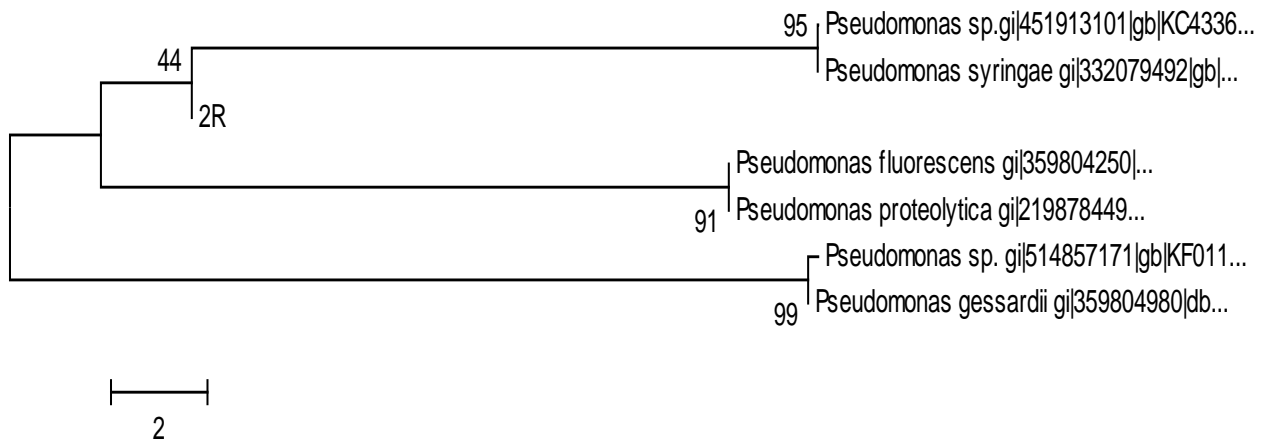 95 Pseudomonas sp.gi|451913101|gb|KC4336...
44
Pseudomonas syringae gi|332079492|gb|...
2R
Pseudomonas fluorescens gi|359804250|...
91 Pseudomonas proteolytica gi|219878449...
Pseudomonas sp. gi|514857171|gb|KF011...
99 Pseudomonas gessardii gi|359804980|db...
2